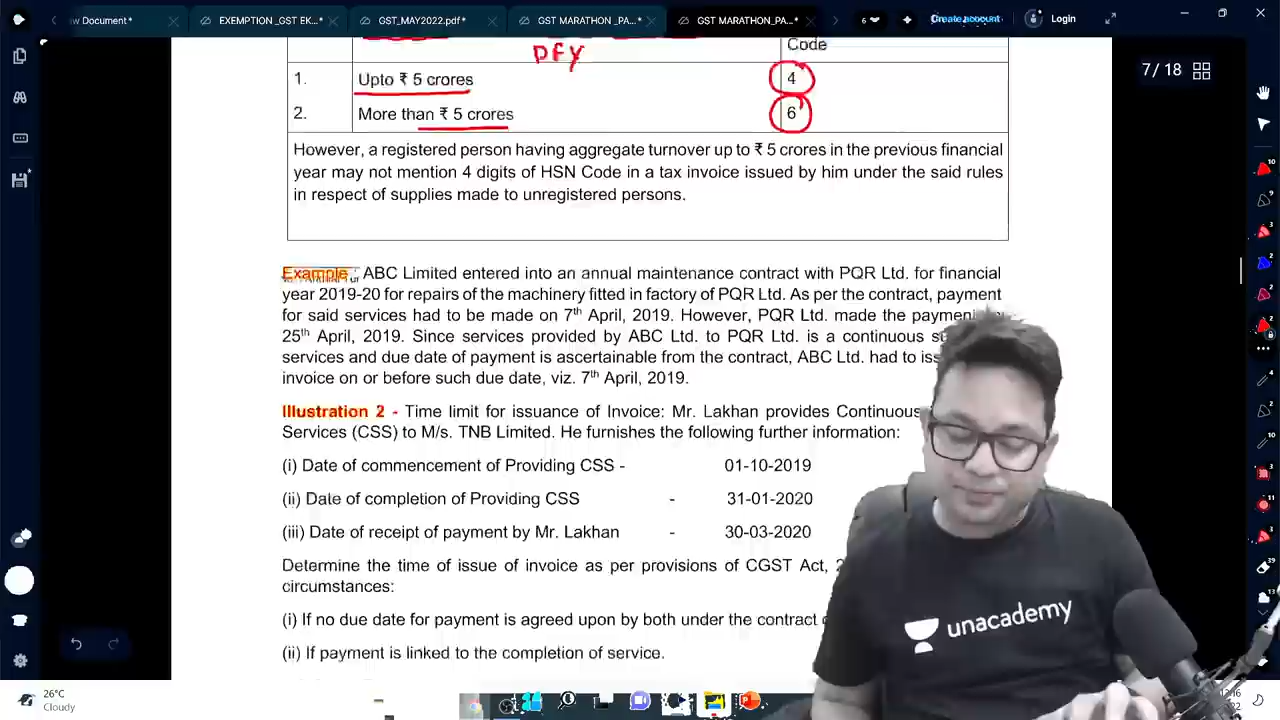 w Document*
EXEMPTION _GST EK...*
GST_MAY2022.pdf*
GST MARATHON _PA...*
GST MARATHON_PA...*
6
Create account
Login
7/ 18
Code
DFY
1. Upto ₹ 5 crores 4
2. More than ₹ 5 crores 6
However, a registered person having aggregate turnover up to ₹ 5 crores in the previous financial
year may not mention 4 digits of HSN Code in a tax invoice issued by him under the said rules
in respect of supplies made to unregistered persons.
Example : ABC Limited entered into an annual maintenance contract with PQR Ltd. for financial
year 2019-20 for repairs of the machinery fitted in factory of PQR Ltd. As per the contract, payment
for said services had to be made on 7th April, 2019. However, PQR Ltd. made the payment
25th April, 2019. Since services provided by ABC Ltd. to PQR Ltd. is a continuous
services and due date of payment is ascertainable from the contract, ABC Ltd. had to
invoice on or before such due date, viz. 7th April, 2019.
Illustration 2 - Time limit for issuance of Invoice: Mr. Lakhan provides Continuous
Services (CSS) to M/s. TNB Limited. He furnishes the following further information:
(i) Date of commencement of Providing CSS - 01-10-2019
(ii) Date of completion of Providing CSS - 31-01-2020
(iii) Date of receipt of payment by Mr. Lakhan - 30-03-2020
Determine the time of issue of invoice as per provisions of CGST Act,
circumstances:
(i) If no due date for payment is agreed upon by both under the contract
(ii) If payment is linked to the completion of service.
unacademy
26°C
Cloudy